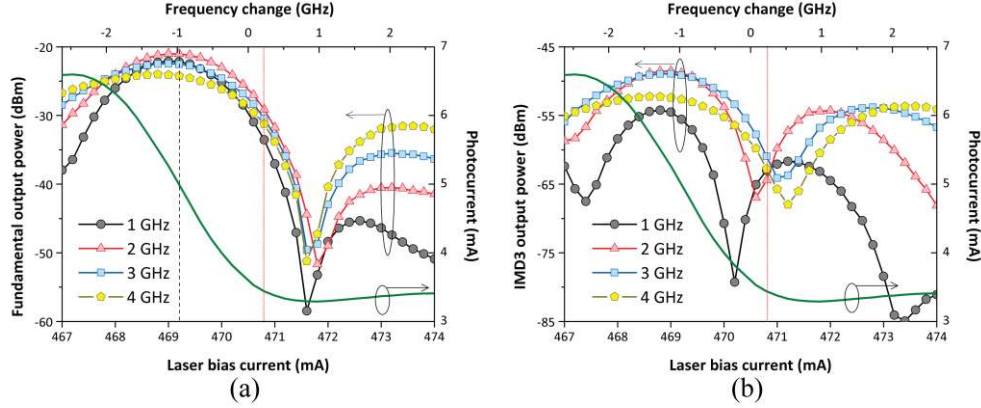 Frequency change (GHz)
-2 -1 0 1 2
-20 -30 -40 -50 -60
7 6 5 4 3
Fundamental output power (dBm)
Photocurrent (mA)
1 GHz
2 GHz
3 GHz
4 GHz
467 468 469 470 471 472 473 474
Laser bias current (mA)
(a)
Frequency change (GHz)
-2 -1 0 1 2
-45 -55 -65 -75 -85
7 6 5 4 3
IMD3 output power (dBm)
Photocurrent (mA)
1 GHz
2 GHz
3 GHz
4 GHz
467 468 469 470 471 472 473 474
Laser bias current (mA)
(b)